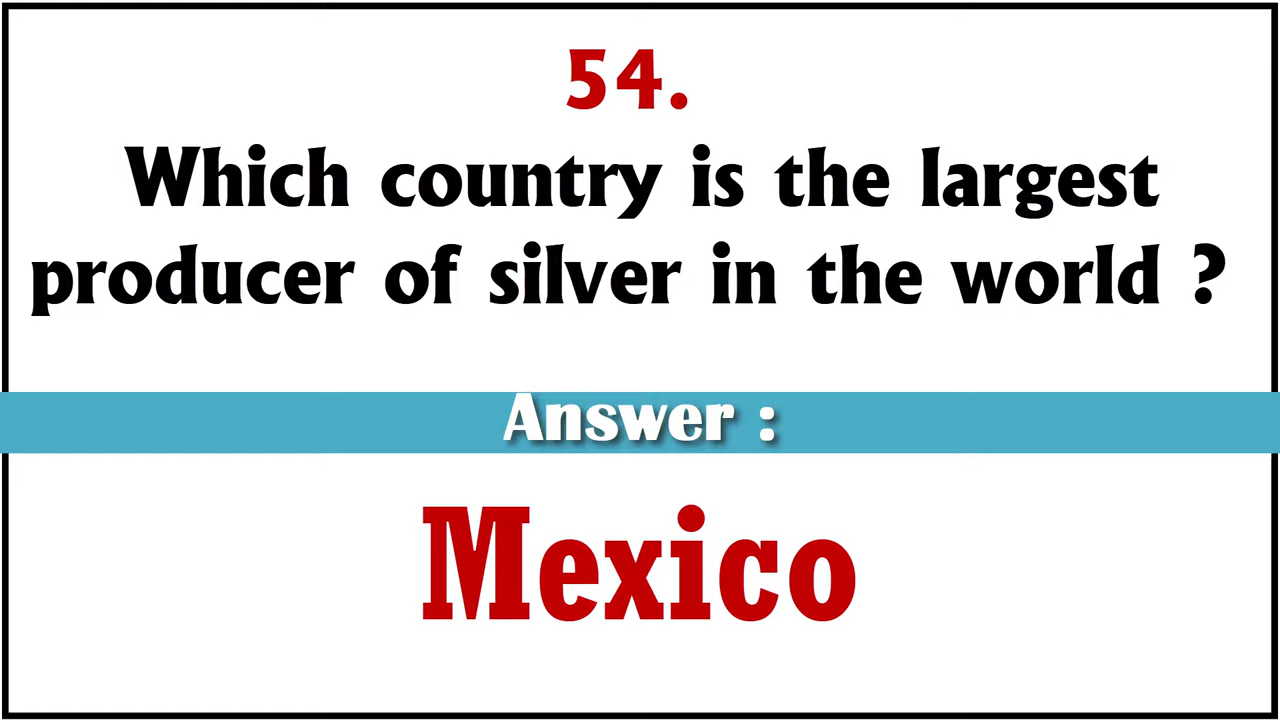 54.
Which country is the largest
producer of silver in the world ?
Answer :
Mexico